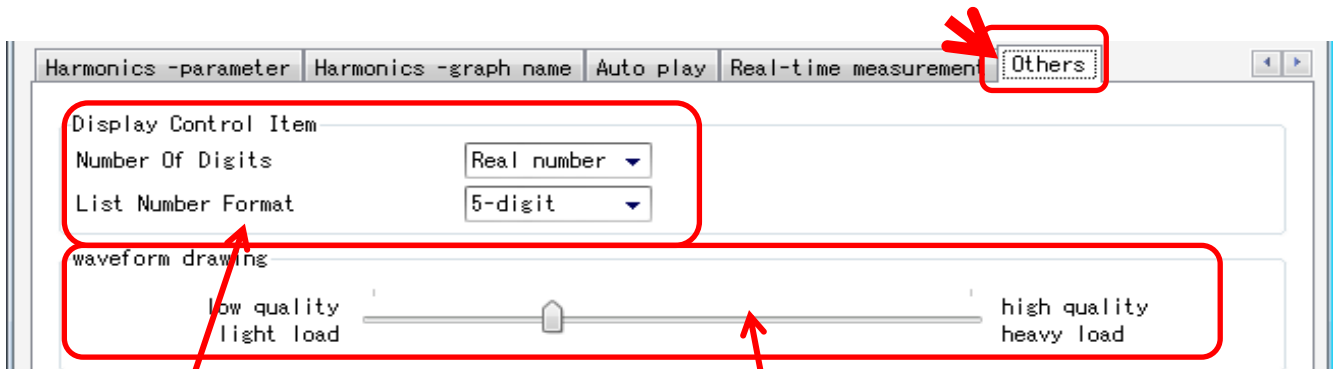 Harmonics -parameter Harmonics -graph name Auto play Real-time measurement Others
Display Control Item
Number Of Digits Real number
List Number Format 5-digit
waveform drawing
low quality high quality
light load heavy load